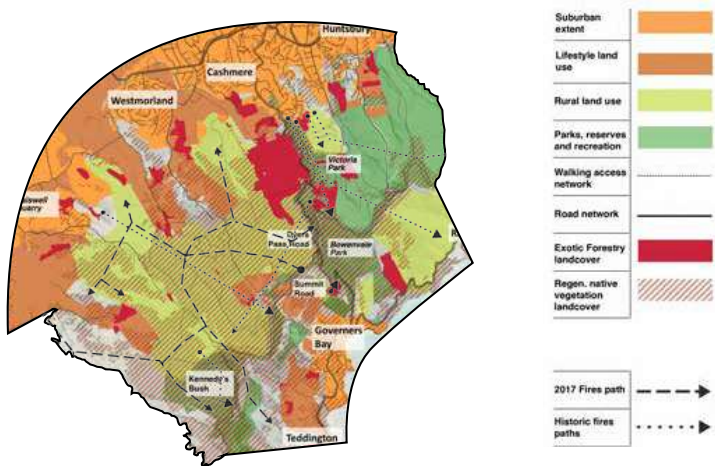 Huntsbury
Cashmere
Westmorland
Victoria
Park
Quarry
Dyers
Pass Road
Bowenvale
Park
Summit
Road
Governers
Bay
Kennedy's
Bush
Teddington
Suburban
extent
Lifestyle land
use
Rural land use
Parks, reserves
and recreation
Walking access
network
Road network
Exotic Forestry
landcover
Regen. native
vegetation
landcover
2017 Fires path
Historic fires
paths